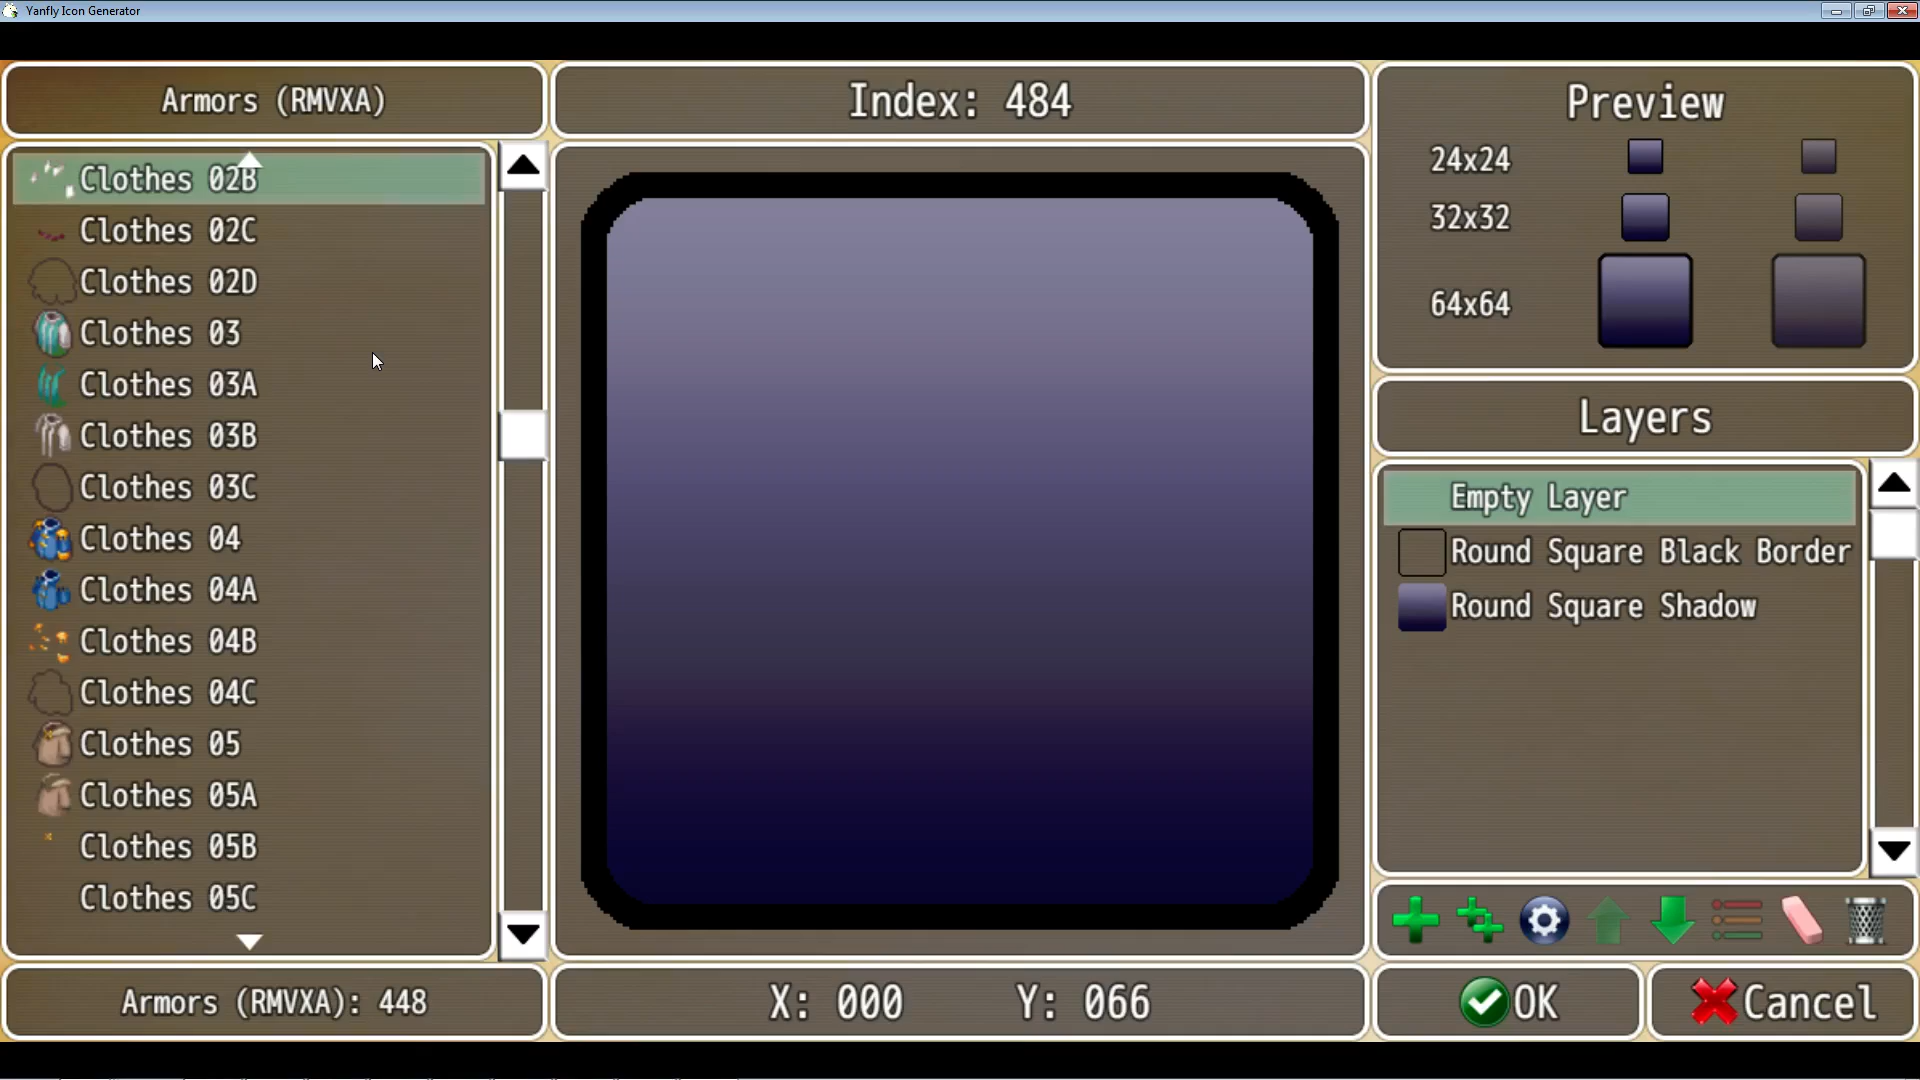 Yanfly Icon Generator
Armors (RMVXA)
Clothes 02B
Clothes 02C
Clothes 02D
Clothes 03
Clothes 03A
Clothes 03B
Clothes 03C
Clothes 04
Clothes 04A
Clothes 04B
Clothes 04C
Clothes 05
Clothes 05A
Clothes 05B
Clothes 05C
Armors (RMVXA): 448
Index: 484
X: 000 Y: 066
Preview
24x24
32x32
64x64
Layers
Empty Layer
Round Square Black Border
Round Square Shadow
OK
Cancel